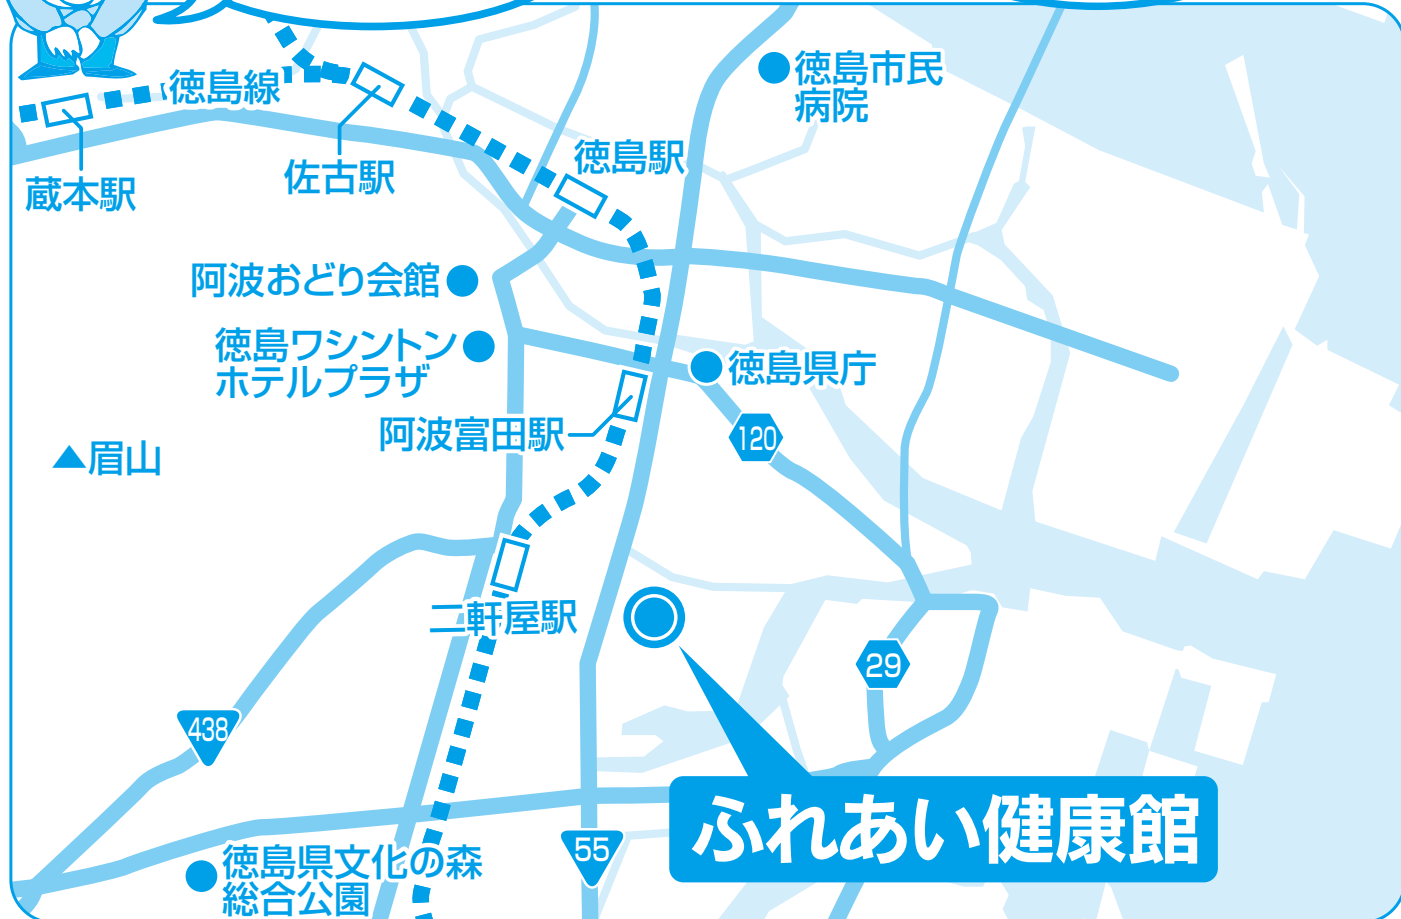 徳島市民
病院
徳島線
徳島駅
佐古駅
蔵本駅
阿波おどり会館
徳島ワシントン
ホテルプラザ
徳島県庁
阿波富田駅
120
▲眉山
二軒屋駅
29
438
ふれあい健康館
55
徳島県文化の森
総合公園